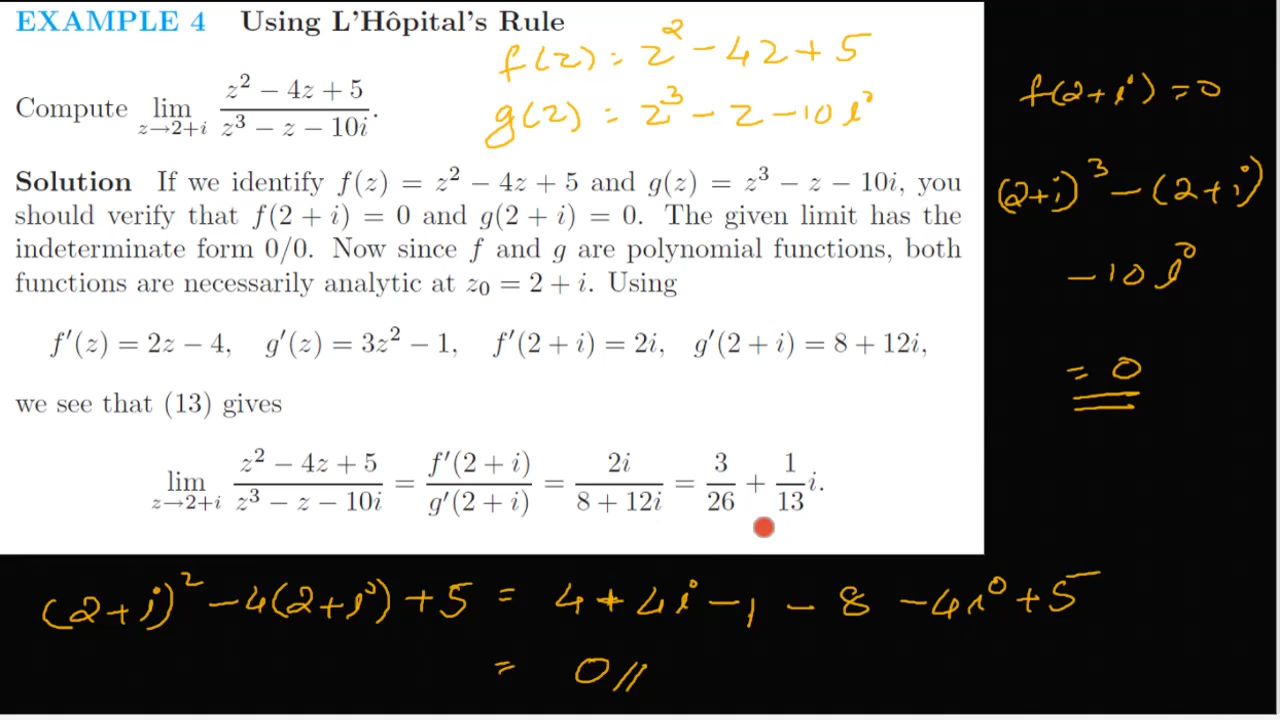 EXAMPLE 4 Using L'Hôpital's Rule
f(z) = z² - 4z + 5
Compute lim z→2+i (z² − 4z + 5)/(z³ − z − 10i).
g(z) = z³ - z - 10i
f(2+i) = 0
Solution If we identify f(z) = z² − 4z + 5 and g(z) = z³ − z − 10i, you
should verify that f(2 + i) = 0 and g(2 + i) = 0. The given limit has the
indeterminate form 0/0. Now since f and g are polynomial functions, both
functions are necessarily analytic at z₀ = 2 + i. Using
(2+i)³ - (2+i)
- 10i
f′(z) = 2z − 4, g′(z) = 3z² − 1, f′(2 + i) = 2i, g′(2 + i) = 8 + 12i,
= 0
we see that (13) gives
lim z→2+i (z² − 4z + 5)/(z³ − z − 10i) = f′(2 + i)/g′(2 + i) = 2i/(8 + 12i) = 3/26 + 1/13 i.
(2+i)² - 4(2+i) + 5 = 4 + 4i - 1 - 8 - 4i + 5
= 0 //